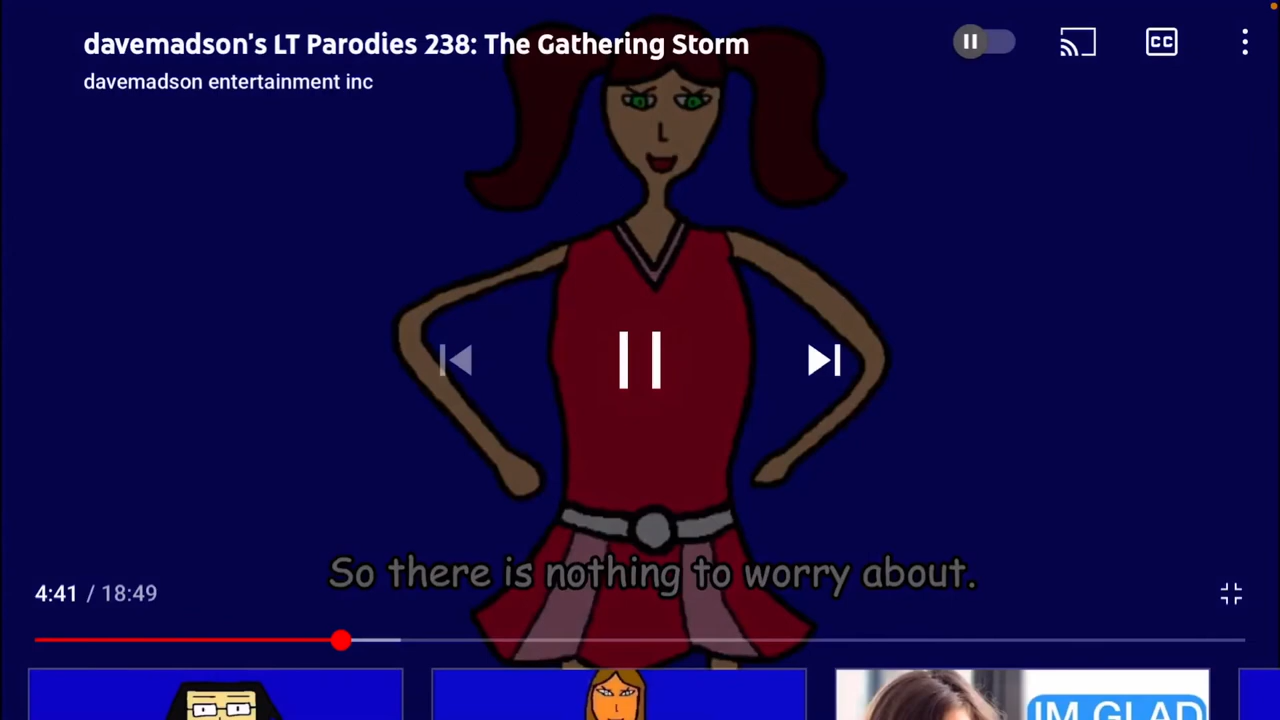 davemadson's LT Parodies 238: The Gathering Storm
davemadson entertainment inc
CC
So there is nothing to worry about.
4:41 / 18:49
IM GLAD